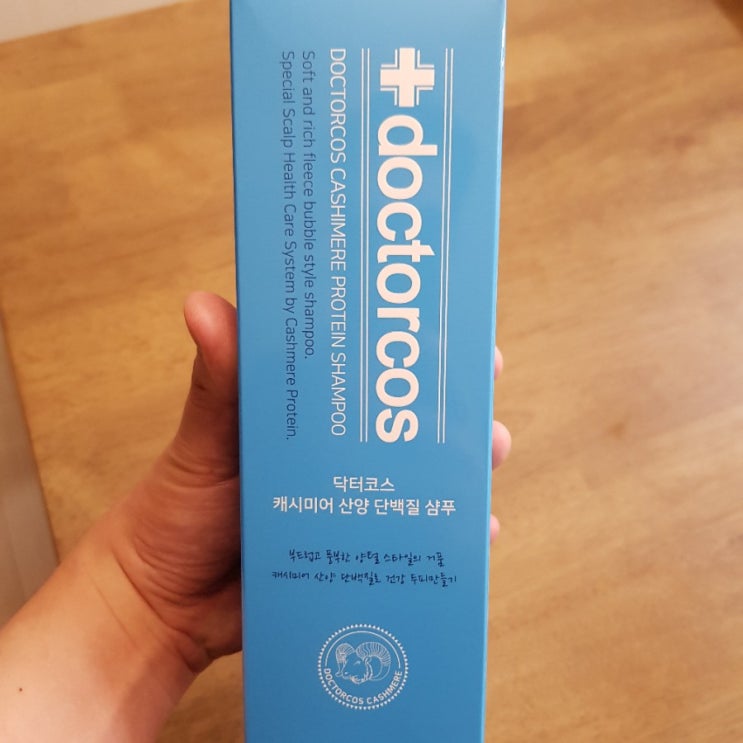 doctorcos
DOCTORCOS CASHIMERE PROTEIN SHAMPOO
Soft and rich fleece bubble style shampoo.
Special Scalp Health Care System by Cashmere Protein.
닥터코스
캐시미어 산양 단백질 샴푸
부드럽고 풍부한 양털 스타일의 거품
캐시미어 산양 단백질로 건강 두피만들기
DOCTORCOS CASHMERE